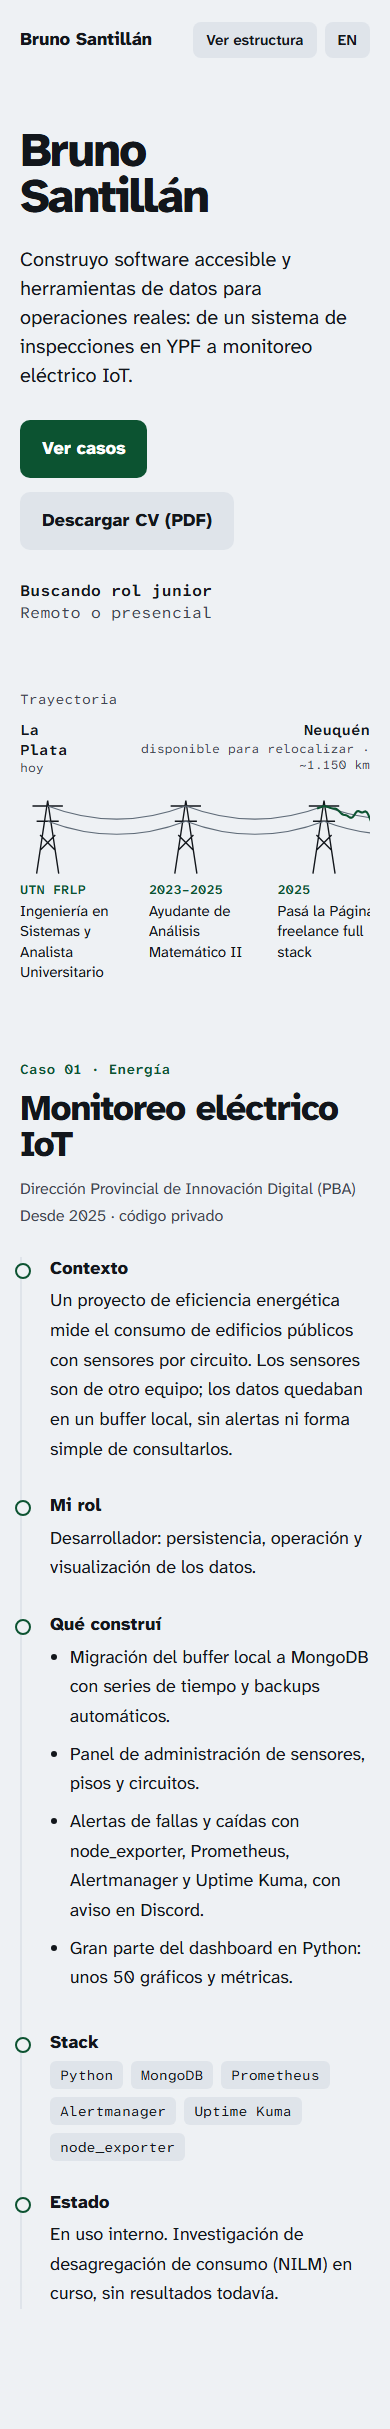 Bruno Santillán
Ver estructura
EN
Bruno
Santillán
Construyo software accesible y
herramientas de datos para
operaciones reales: de un sistema de
inspecciones en YPF a monitoreo
eléctrico IoT.
Ver casos
Descargar CV (PDF)
Buscando rol junior
Remoto o presencial
Trayectoria
La
Plata
hoy
Neuquén
disponible para relocalizar ·
~1.150 km
UTN FRLP
Ingeniería en
Sistemas y
Analista
Universitario
2023–2025
Ayudante de
Análisis
Matemático II
2025
Pasá la Página
freelance full
stack
Caso 01 · Energía
Monitoreo eléctrico
IoT
Dirección Provincial de Innovación Digital (PBA)
Desde 2025 · código privado
Contexto
Un proyecto de eficiencia energética
mide el consumo de edificios públicos
con sensores por circuito. Los sensores
son de otro equipo; los datos quedaban
en un buffer local, sin alertas ni forma
simple de consultarlos.
Mi rol
Desarrollador: persistencia, operación y
visualización de los datos.
Qué construí
• Migración del buffer local a MongoDB
con series de tiempo y backups
automáticos.
• Panel de administración de sensores,
pisos y circuitos.
• Alertas de fallas y caídas con
node_exporter, Prometheus,
Alertmanager y Uptime Kuma, con
aviso en Discord.
• Gran parte del dashboard en Python:
unos 50 gráficos y métricas.
Stack
Python
MongoDB
Prometheus
Alertmanager
Uptime Kuma
node_exporter
Estado
En uso interno. Investigación de
desagregación de consumo (NILM) en
curso, sin resultados todavía.